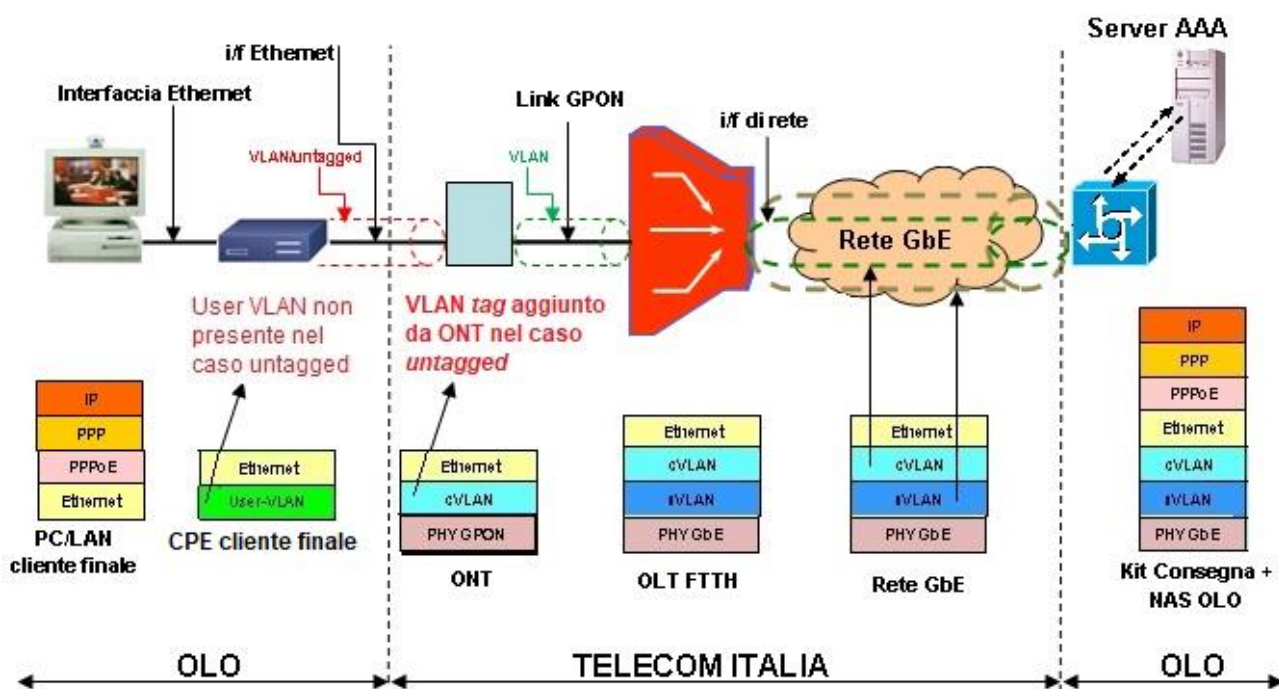 Server AAA
i/f Ethernet
Interfaccia Ethernet
Link GPON
i/f di rete
VLAN/untagged
VLAN
Rete GbE
User VLAN non
presente nel
caso untagged
VLAN tag aggiunto
da ONT nel caso
untagged
IP
PPP
PPPoE
Ethernet
PC/LAN
cliente finale
Ethernet
User-VLAN
CPE cliente finale
Ethernet
cVLAN
PHY GPON
ONT
Ethernet
cVLAN
sVLAN
PHY GbE
OLT FTTH
Ethernet
cVLAN
sVLAN
PHY GbE
Rete GbE
IP
PPP
PPPoE
Ethernet
cVLAN
sVLAN
PHY GbE
Kit Consegna +
NAS OLO
OLO
TELECOM ITALIA
OLO